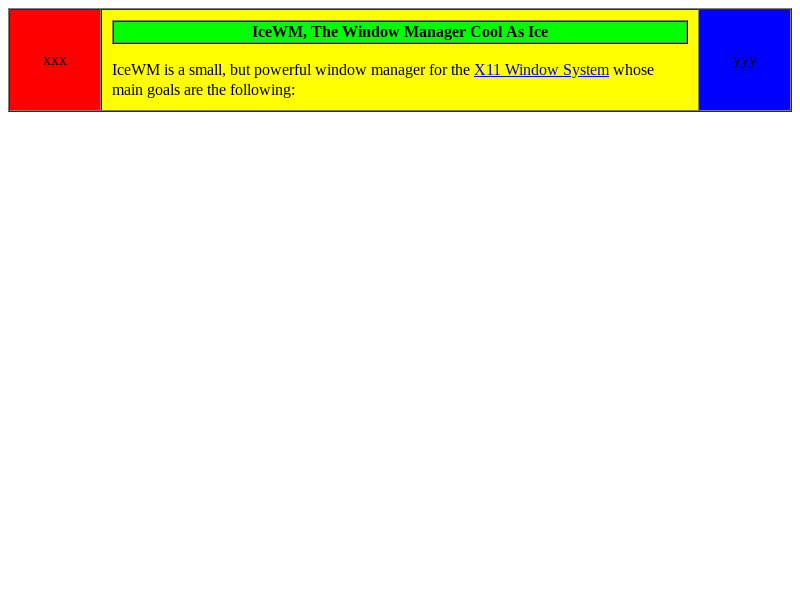 xxx
IceWM, The Window Manager Cool As Ice
IceWM is a small, but powerful window manager for the X11 Window System whose
main goals are the following:
yyy